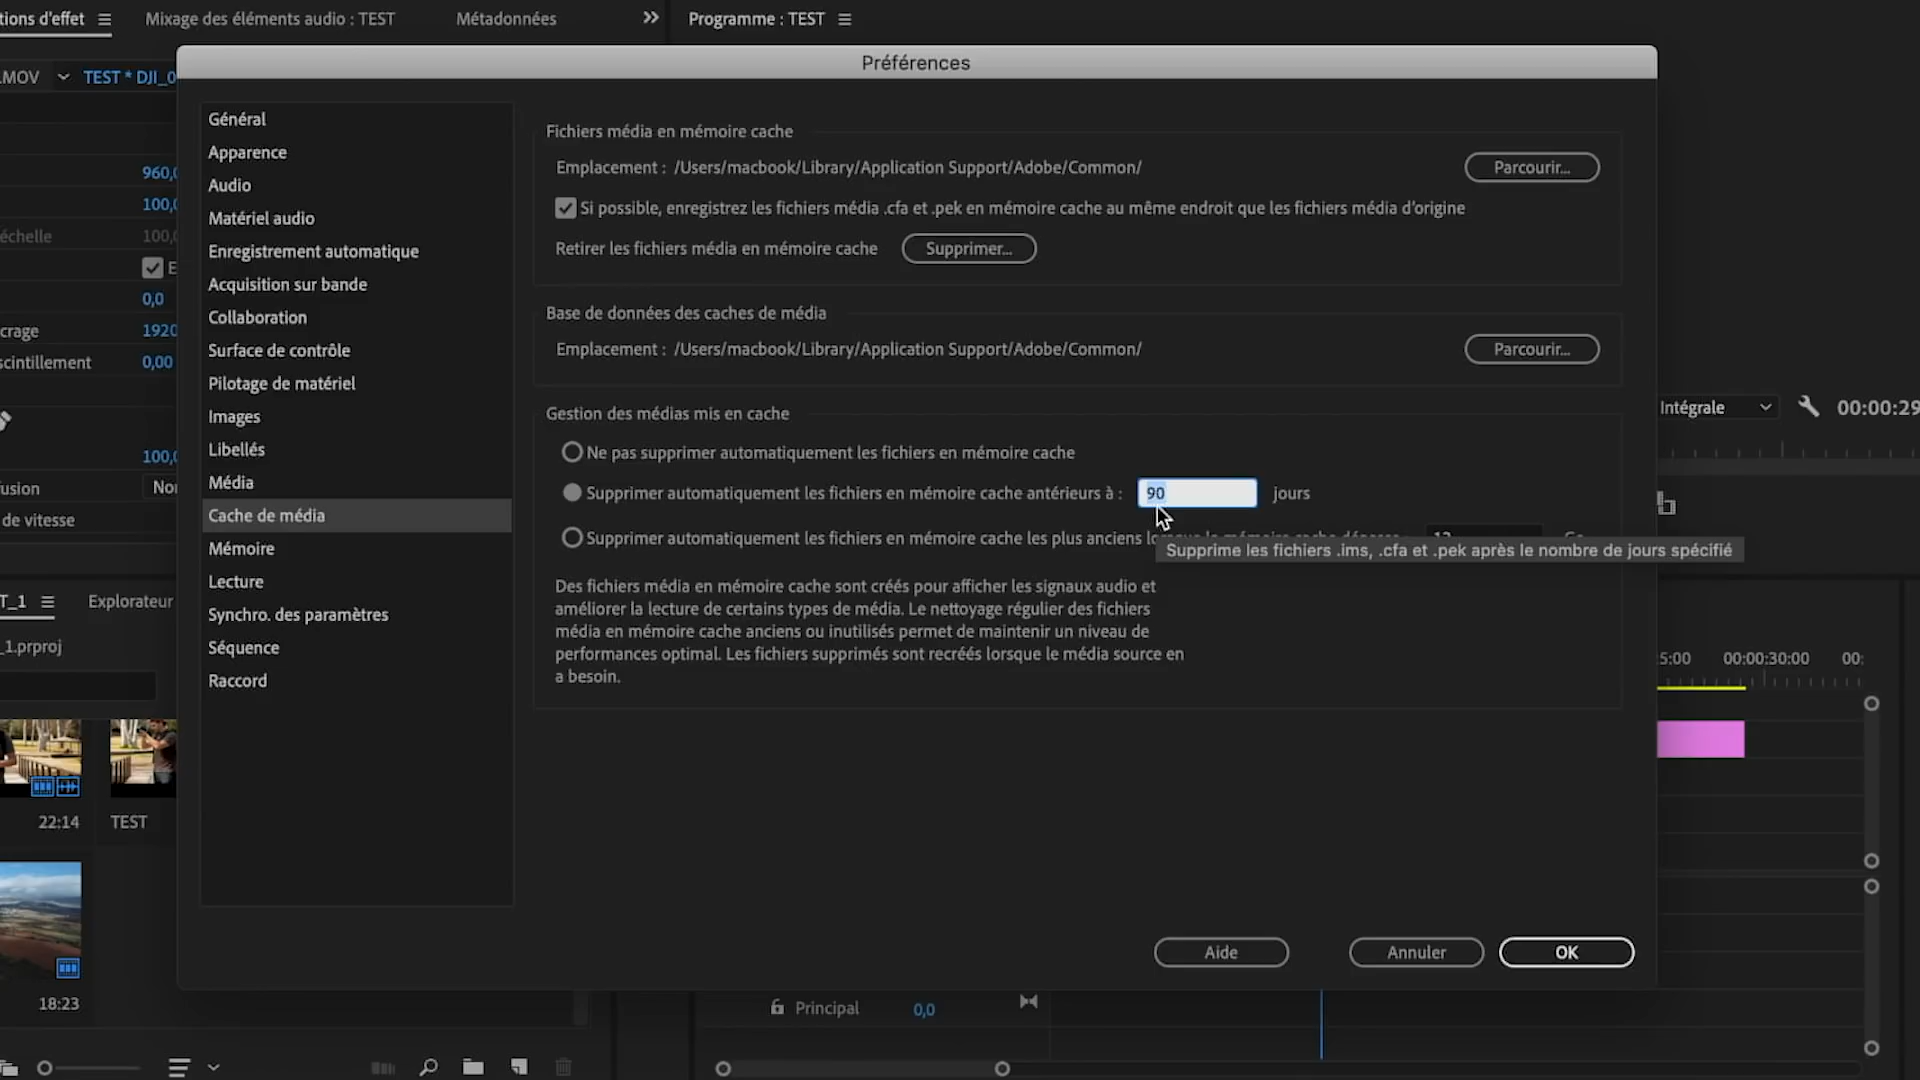 tions d'effet
Mixage des éléments audio : TEST
Métadonnées
Programme : TEST
.MOV
TEST * DJI_0
Préférences
960,0
100,0
échelle
100,0
E
0,0
crage
1920
scintillement
0,00
100,0
fusion
Nor
de vitesse
Général
Apparence
Audio
Matériel audio
Enregistrement automatique
Acquisition sur bande
Collaboration
Surface de contrôle
Pilotage de matériel
Images
Libellés
Média
Cache de média
Mémoire
Lecture
Synchro. des paramètres
Séquence
Raccord
Fichiers média en mémoire cache
Emplacement : /Users/macbook/Library/Application Support/Adobe/Common/
Parcourir...
Si possible, enregistrez les fichiers média .cfa et .pek en mémoire cache au même endroit que les fichiers média d'origine
Retirer les fichiers média en mémoire cache
Supprimer...
Base de données des caches de média
Emplacement : /Users/macbook/Library/Application Support/Adobe/Common/
Parcourir...
Gestion des médias mis en cache
Ne pas supprimer automatiquement les fichiers en mémoire cache
Supprimer automatiquement les fichiers en mémoire cache antérieurs à : 90 jours
Supprimer automatiquement les fichiers en mémoire cache les plus anciens
Supprime les fichiers .ims, .cfa et .pek après le nombre de jours spécifié
Des fichiers média en mémoire cache sont créés pour afficher les signaux audio et
améliorer la lecture de certains types de média. Le nettoyage régulier des fichiers
média en mémoire cache anciens ou inutilisés permet de maintenir un niveau de
performances optimal. Les fichiers supprimés sont recréés lorsque le média source en
a besoin.
Aide
Annuler
OK
Intégrale
00:00:29
T_1
Explorateur
_1.prproj
22:14
TEST
18:23
5:00
00:00:30:00
00:
Principal
0,0